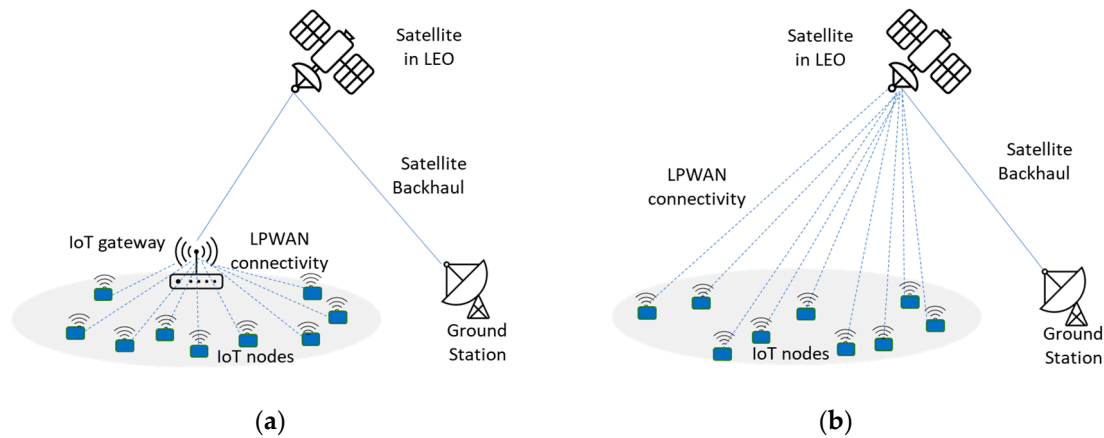 Satellite
in LEO
Satellite
Backhaul
IoT gateway
LPWAN
connectivity
IoT nodes
Ground
Station
(a)
Satellite
in LEO
LPWAN
connectivity
Satellite
Backhaul
IoT nodes
Ground
Station
(b)